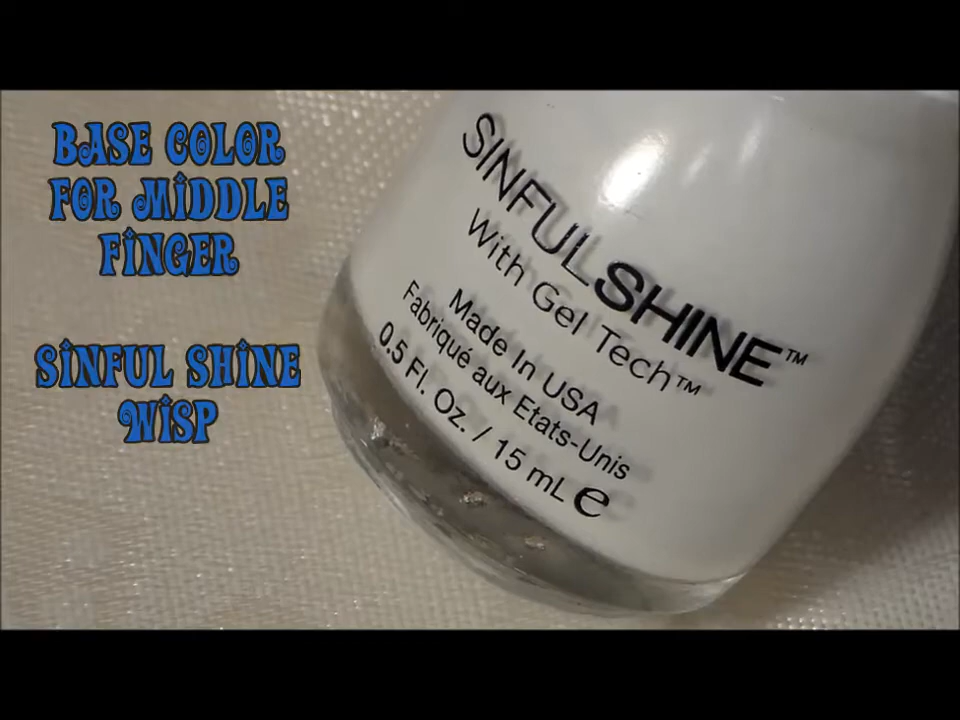 BASE COLOR
FOR MIDDLE
FINGER
SINFUL SHINE
WISP
SINFULSHINE™
With Gel Tech™
Made In USA
Fabriqué aux Etats-Unis
0.5 Fl. Oz. / 15 mL e